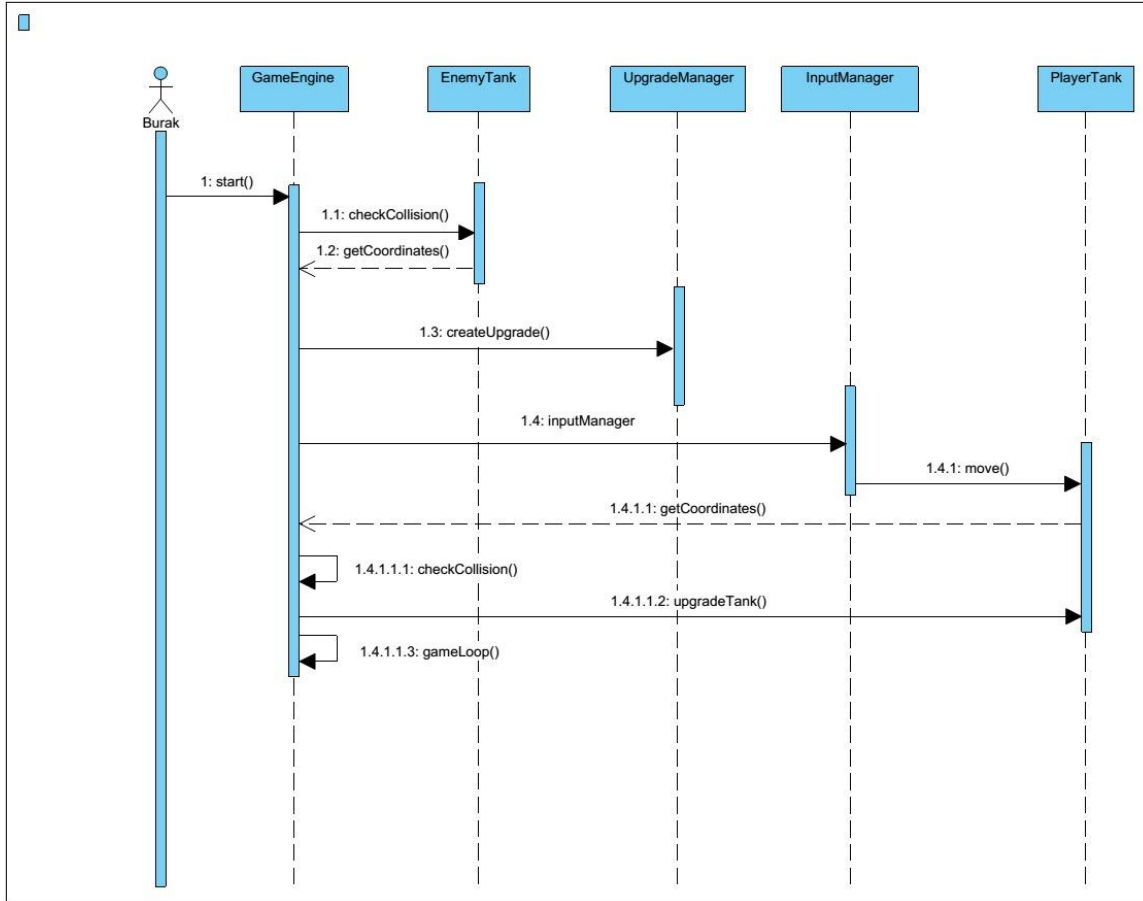 GameEngine
EnemyTank
UpgradeManager
InputManager
PlayerTank
Burak
1: start()
1.1: checkCollision()
1.2: getCoordinates()
1.3: createUpgrade()
1.4: inputManager
1.4.1: move()
1.4.1.1: getCoordinates()
1.4.1.1.1: checkCollision()
1.4.1.1.2: upgradeTank()
1.4.1.1.3: gameLoop()